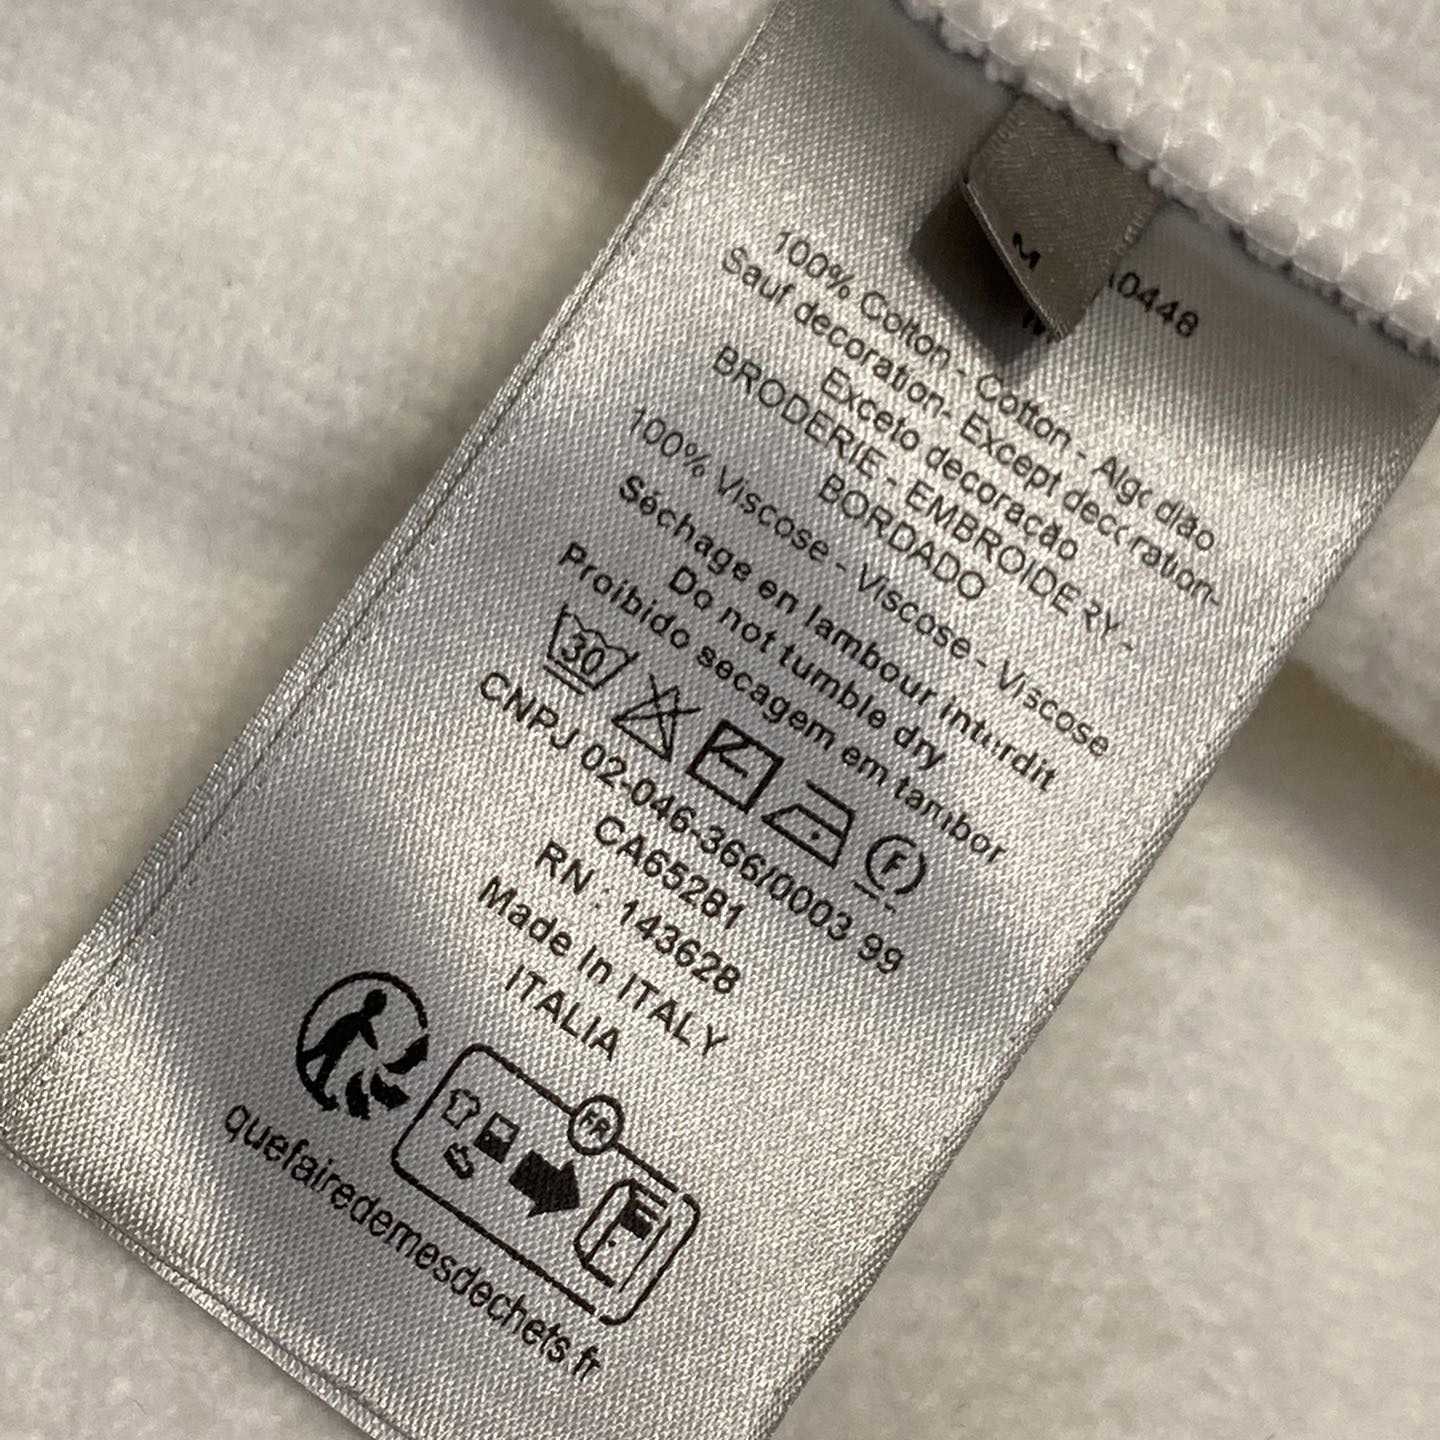 M
0448
100% Cotton - Cotton - Algodião
Sauf decoration- Except decoration-
Exceto decoração
BRODERIE - EMBROIDERY -
BORDADO
100% Viscose - Viscose - Viscose
Séchage en tambour interdit
Do not tumble dry
Proibido secagem em tambor
30
F
CNPJ 02-046-366/0003 99
CA65281
RN : 143628
Made In ITALY
ITALIA
FR
quefairedemesdechets fr